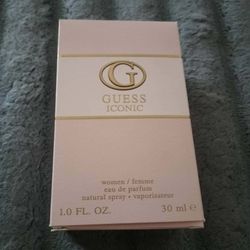 G
GUESS
ICONIC
women / femme
eau de parfum
natural spray • vaporisateur
1.0 FL. OZ. 30 ml e